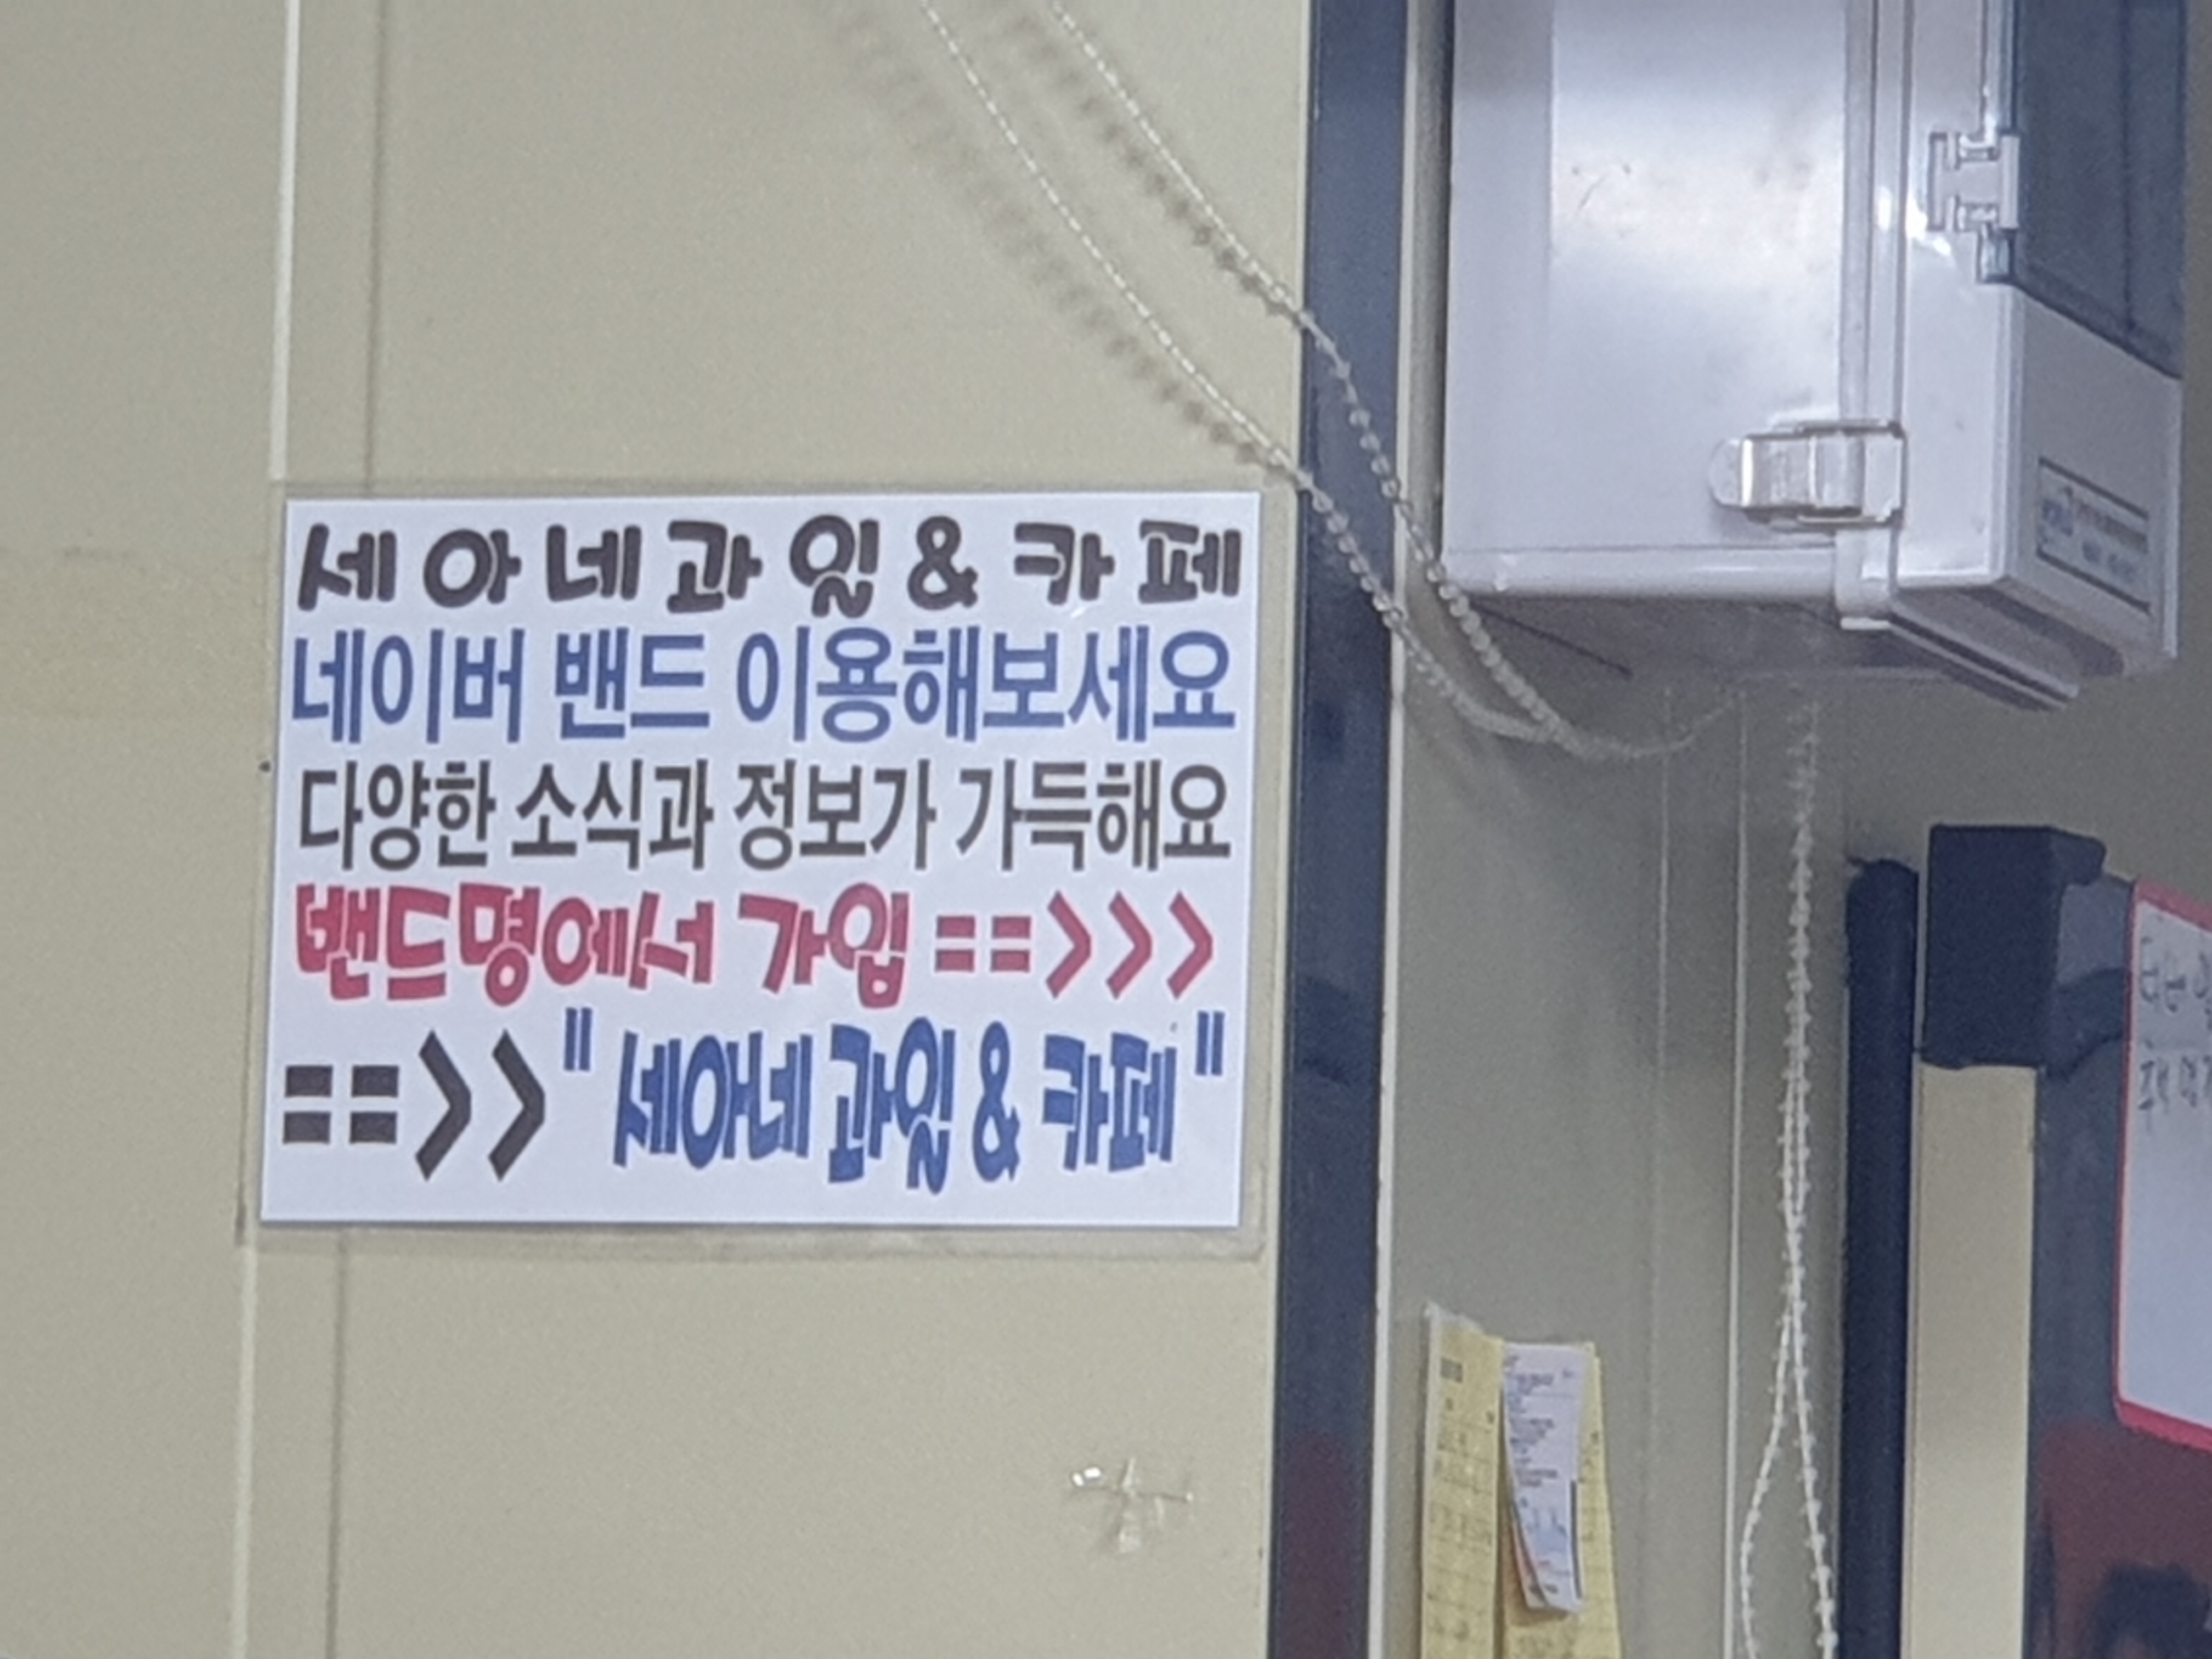 세아네과일&카페
네이버 밴드 이용해보세요
다양한 소식과 정보가 가득해요
밴드명에서 가입 ==>>>
==>> "세아네 과일 & 카페"